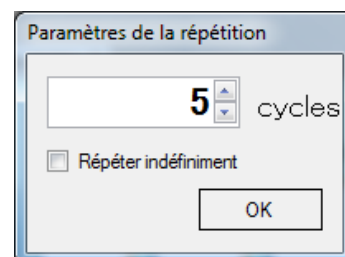 Paramètres de la répétition
5 cycles
Répéter indéfiniment
OK